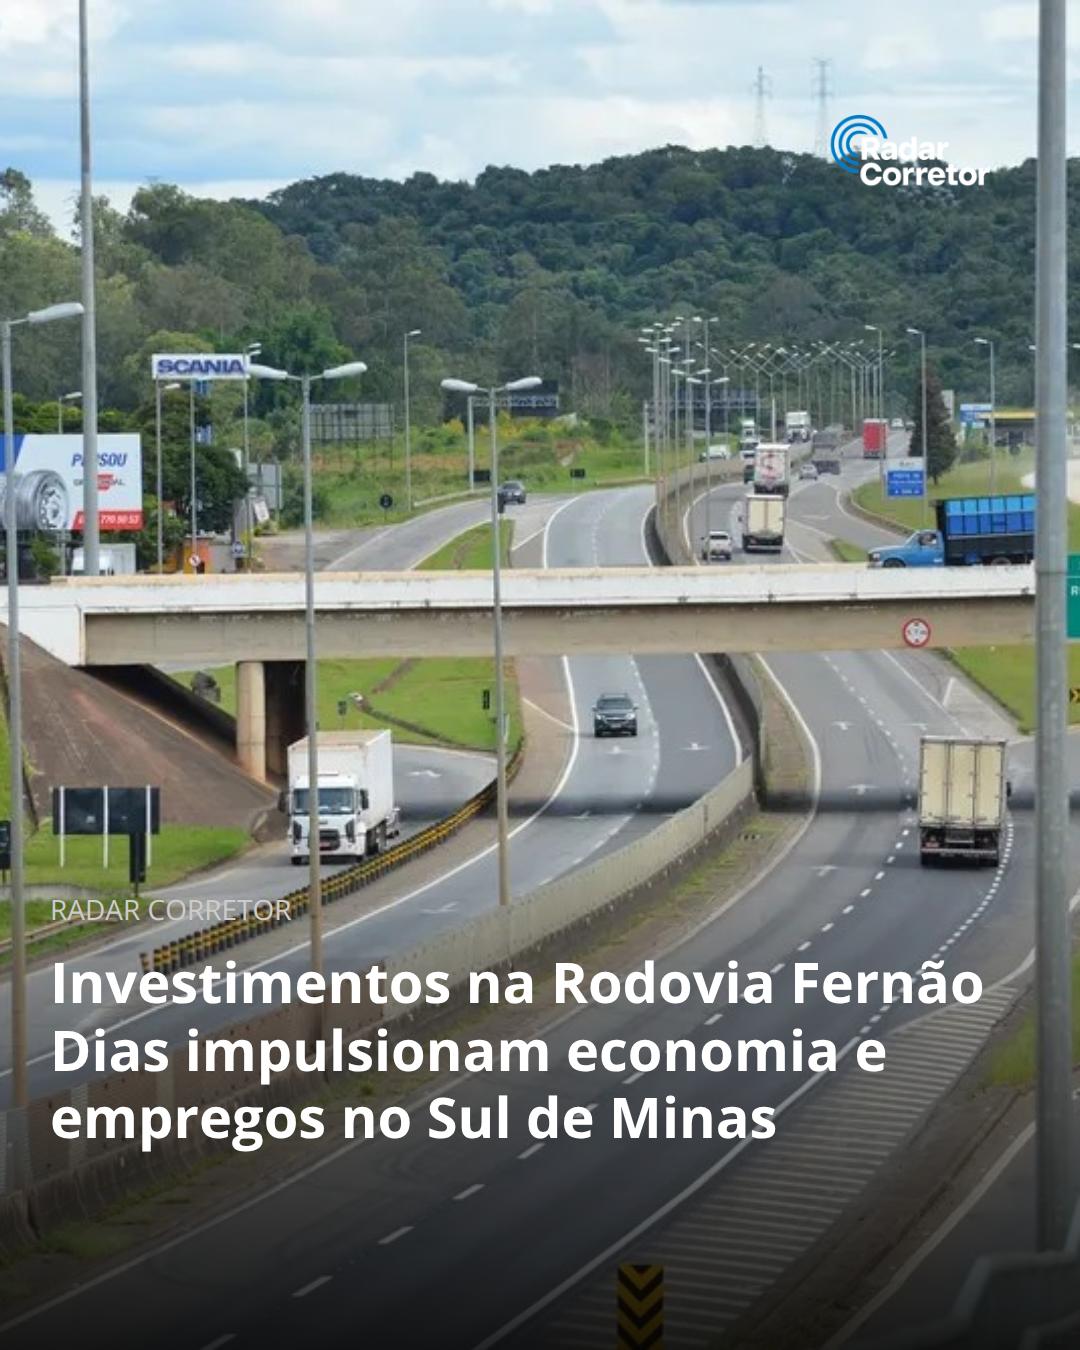 Radar
Corretor
SCANIA
RADAR CORRETOR
Investimentos na Rodovia Fernão
Dias impulsionam economia e
empregos no Sul de Minas